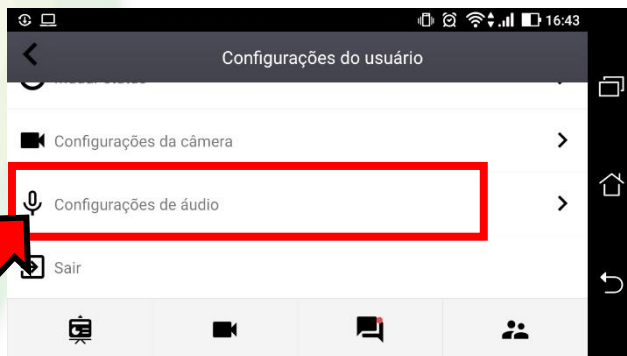 16:43
Configurações do usuário
Configurações da câmera
Configurações de áudio
Sair